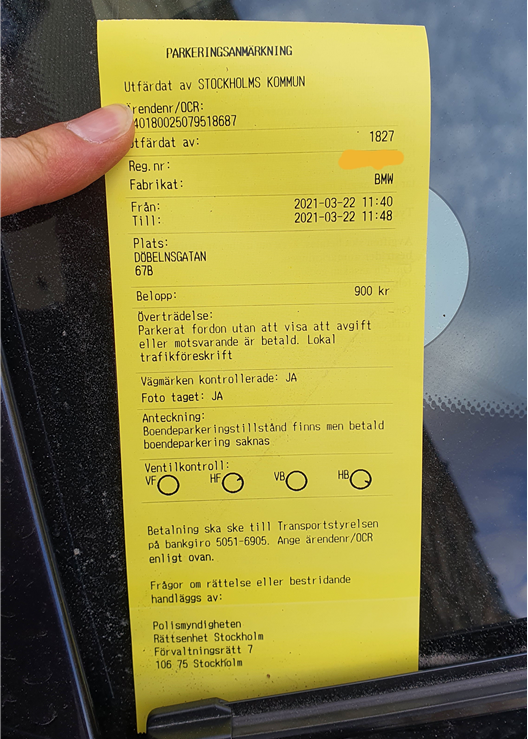 PARKERINGSANMÄRKNING
Utfärdat av STOCKHOLMS KOMMUN
Ärendenr/OCR:
40180025079518687
Utfärdat av: 1827
Reg.nr:
Fabrikat: BMW
Från: 2021-03-22 11:40
Till: 2021-03-22 11:48
Plats:
DÖBELNSGATAN
67B
Belopp: 900 kr
Överträdelse:
Parkerat fordon utan att visa att avgift
eller motsvarande är betald. Lokal
trafikföreskrift
Vägmärken kontrollerade: JA
Foto taget: JA
Anteckning:
Boendeparkeringstillstånd finns men betald
boendeparkering saknas
Ventilkontroll:
VF HF VB HB
Betalning ska ske till Transportstyrelsen
på bankgiro 5051-6905. Ange ärendenr/OCR
enligt ovan.
Frågor om rättelse eller bestridande
handläggs av:
Polismyndigheten
Rättsenhet Stockholm
Förvaltningsrätt 7
106 75 Stockholm